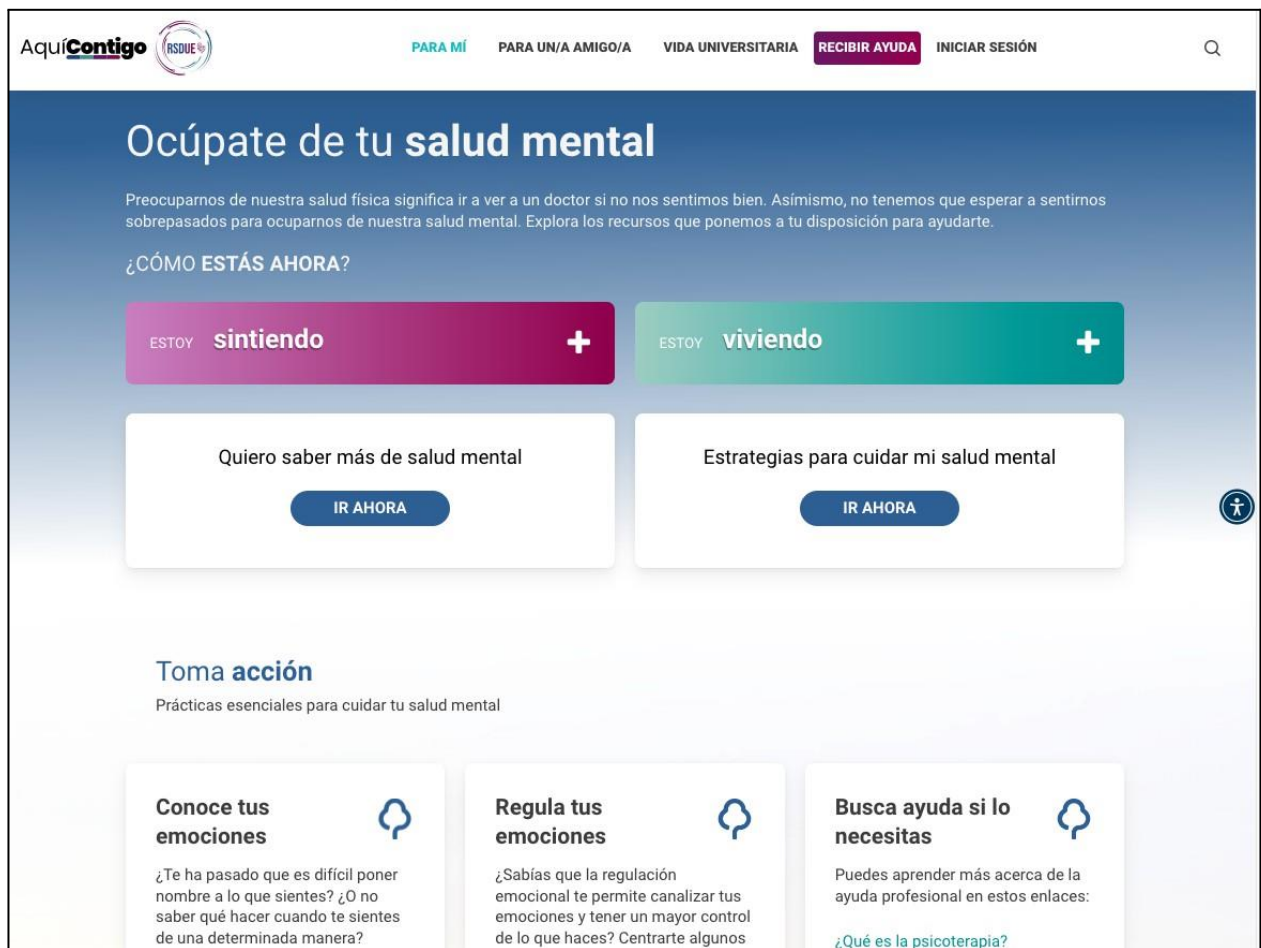 AquíContigo RSDUE
PARA MÍ PARA UN/A AMIGO/A VIDA UNIVERSITARIA RECIBIR AYUDA INICIAR SESIÓN
Ocúpate de tu salud mental
Preocuparnos de nuestra salud física significa ir a ver a un doctor si no nos sentimos bien. Asímismo, no tenemos que esperar a sentirnos
sobrepasados para ocuparnos de nuestra salud mental. Explora los recursos que ponemos a tu disposición para ayudarte.
¿CÓMO ESTÁS AHORA?
ESTOY sintiendo
ESTOY viviendo
Quiero saber más de salud mental
IR AHORA
Estrategias para cuidar mi salud mental
IR AHORA
Toma acción
Prácticas esenciales para cuidar tu salud mental
Conoce tus
emociones
¿Te ha pasado que es difícil poner
nombre a lo que sientes? ¿O no
saber qué hacer cuando te sientes
de una determinada manera?
Regula tus
emociones
¿Sabías que la regulación
emocional te permite canalizar tus
emociones y tener un mayor control
de lo que haces? Centrarte algunos
Busca ayuda si lo
necesitas
Puedes aprender más acerca de la
ayuda profesional en estos enlaces:
¿Qué es la psicoterapia?